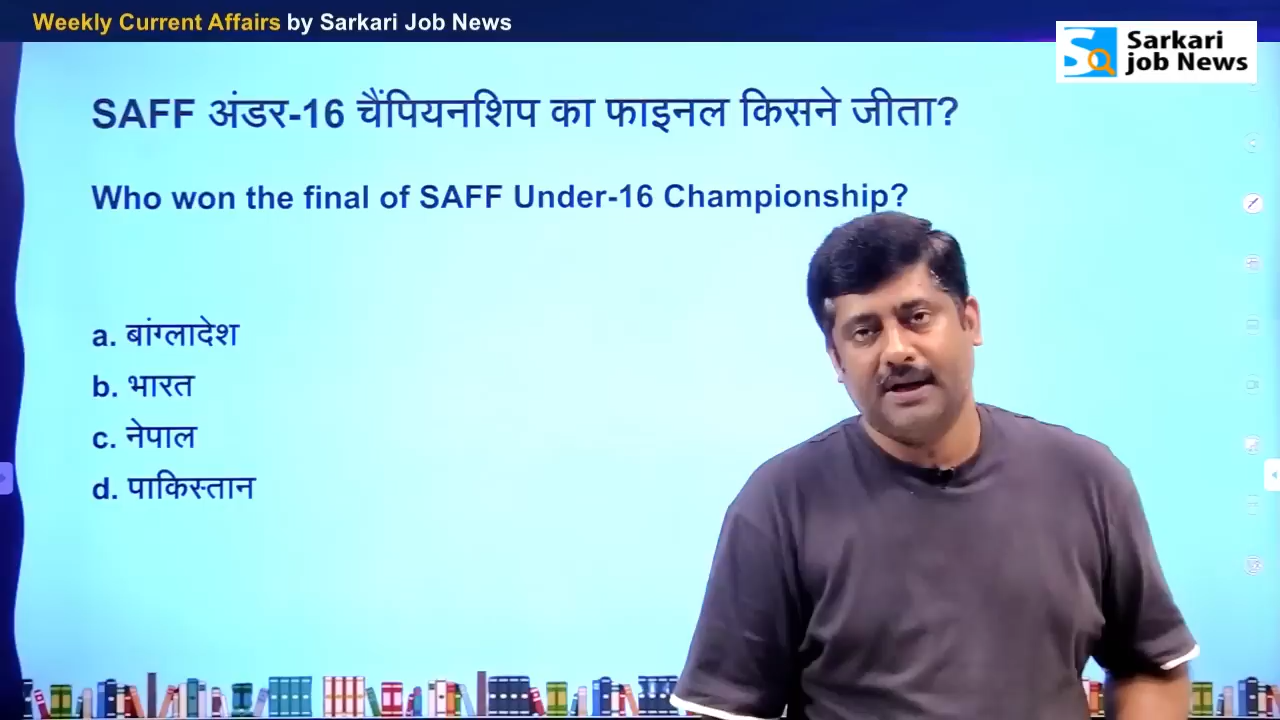 Weekly Current Affairs by Sarkari Job News
Sarkari
Job News
SAFF अंडर-16 चैंपियनशिप का फाइनल किसने जीता?
Who won the final of SAFF Under-16 Championship?
a. बांग्लादेश
b. भारत
c. नेपाल
d. पाकिस्तान